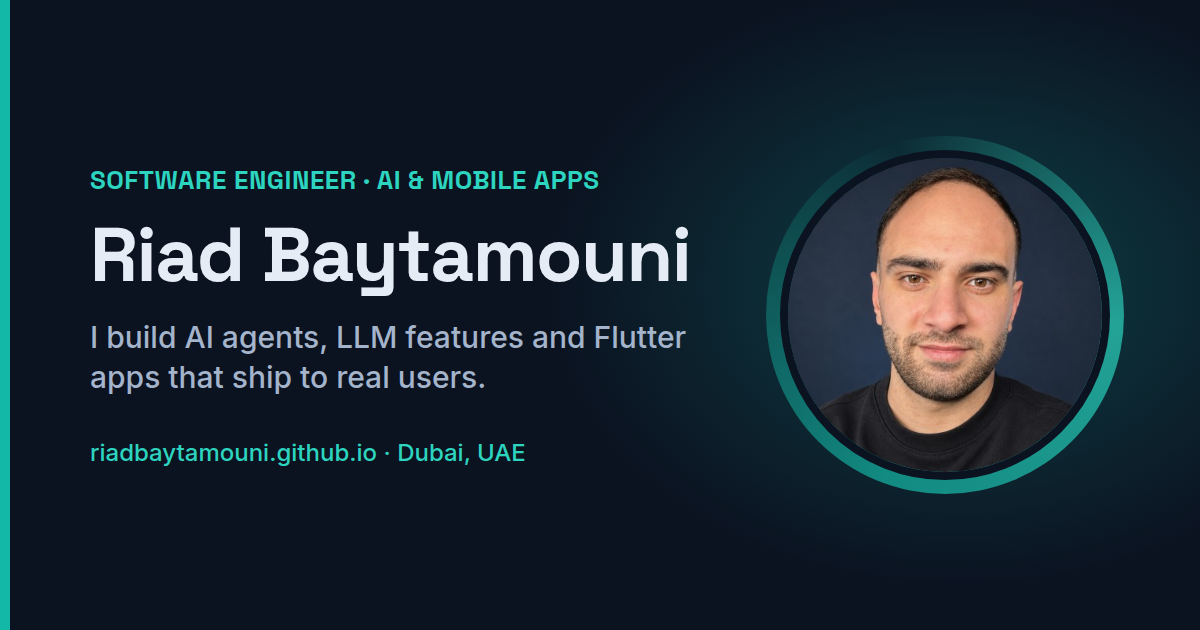 SOFTWARE ENGINEER · AI & MOBILE APPS
Riad Baytamouni
I build AI agents, LLM features and Flutter
apps that ship to real users.
riadbaytamouni.github.io · Dubai, UAE